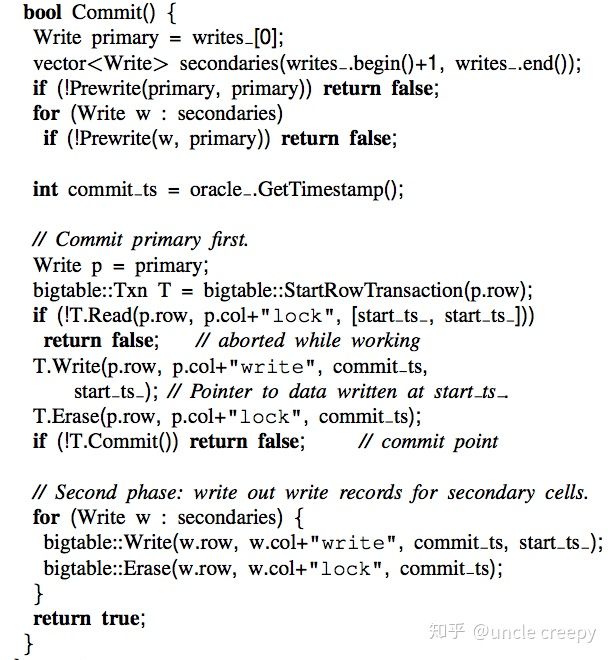 bool Commit() {
Write primary = writes_[0];
vector<Write> secondaries(writes_.begin()+1, writes_.end());
if (!Prewrite(primary, primary)) return false;
for (Write w : secondaries)
if (!Prewrite(w, primary)) return false;
int commit_ts = oracle_.GetTimestamp();
// Commit primary first.
Write p = primary;
bigtable::Txn T = bigtable::StartRowTransaction(p.row);
if (!T.Read(p.row, p.col+"lock", [start_ts_, start_ts_]))
return false; // aborted while working
T.Write(p.row, p.col+"write", commit_ts,
start_ts_); // Pointer to data written at start_ts_.
T.Erase(p.row, p.col+"lock", commit_ts);
if (!T.Commit()) return false; // commit point
// Second phase: write out write records for secondary cells.
for (Write w : secondaries) {
bigtable::Write(w.row, w.col+"write", commit_ts, start_ts_);
bigtable::Erase(w.row, w.col+"lock", commit_ts);
}
return true;
}
知乎 @uncle creepy